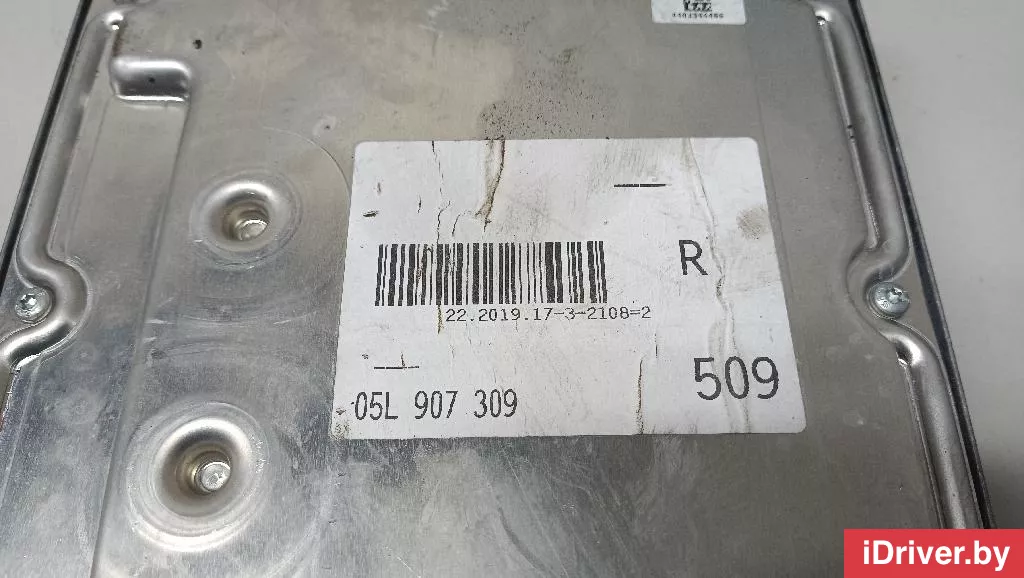 R
22.2019.17-3-2108=2
509
05L 907 309
iDriver.by